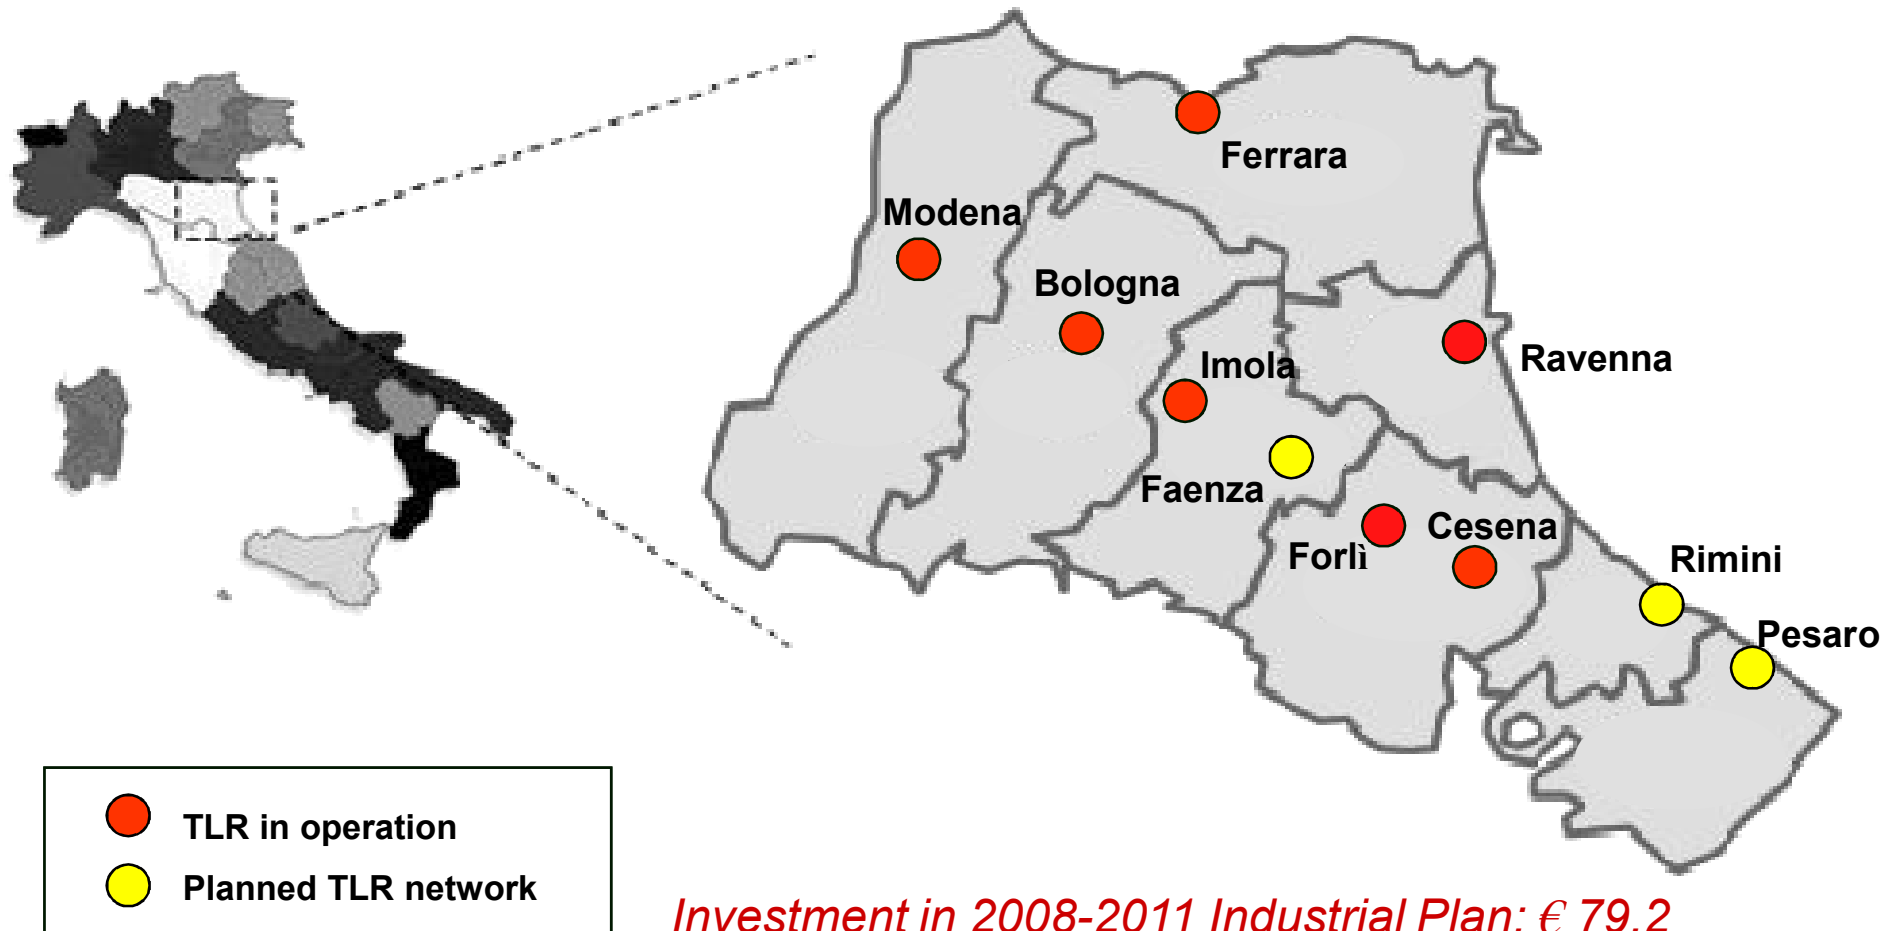 Ferrara
Modena
Bologna
Imola
Ravenna
Faenza
Forlì
Cesena
Rimini
Pesaro
TLR in operation
Planned TLR network
Investment in 2008-2011 Industrial Plan: € 79.2